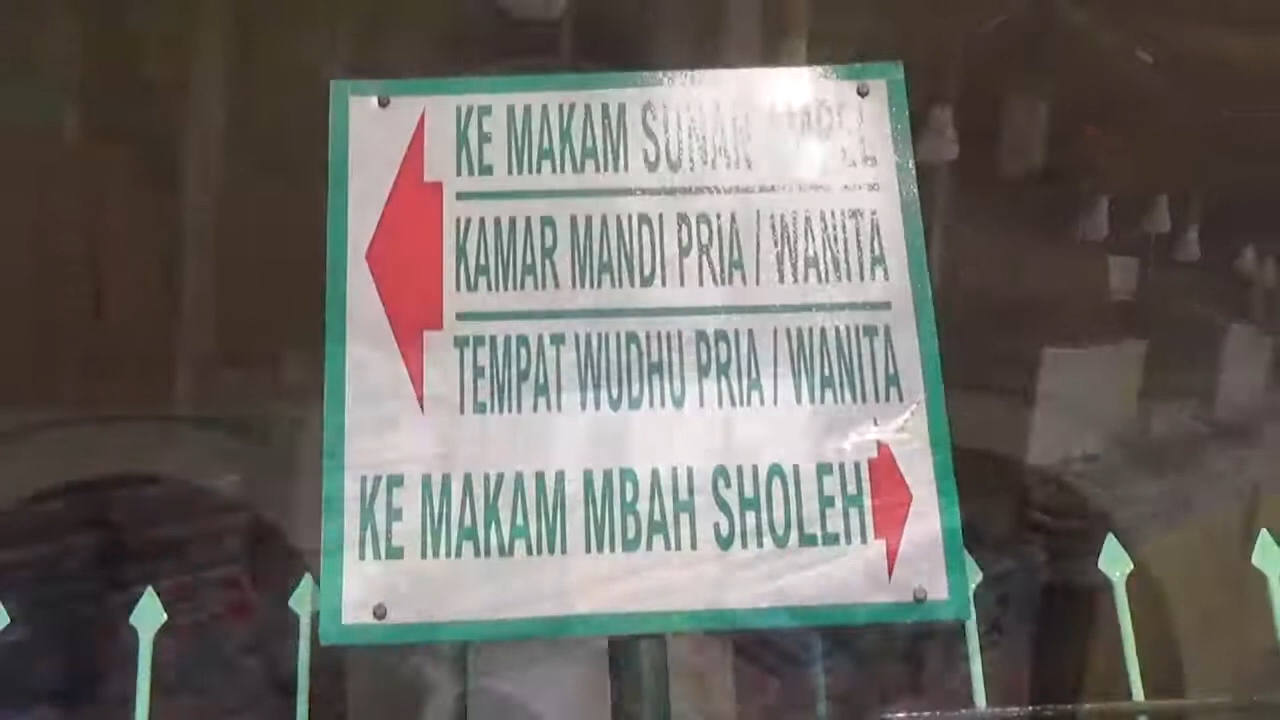 KE MAKAM SUNAN
KAMAR MANDI PRIA / WANITA
TEMPAT WUDHU PRIA / WANITA
KE MAKAM MBAH SHOLEH